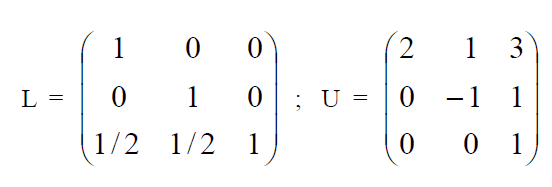 L = ( 1 0 0 ; U = ( 2 1 3
0 1 0 0 −1 1
1/2 1/2 1 ) 0 0 1 )